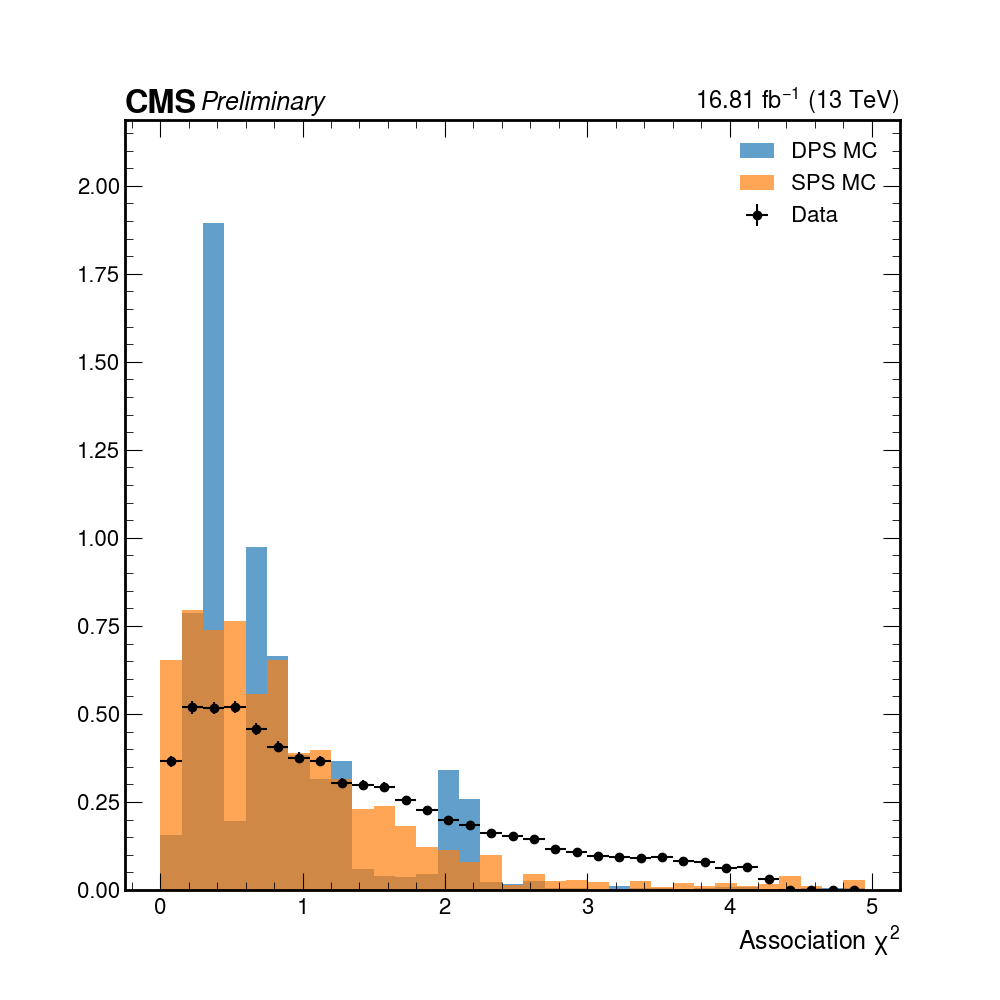 CMS Preliminary
16.81 fb⁻¹ (13 TeV)
DPS MC
SPS MC
Data
2.00
1.75
1.50
1.25
1.00
0.75
0.50
0.25
0.00
0 1 2 3 4 5
Association χ²